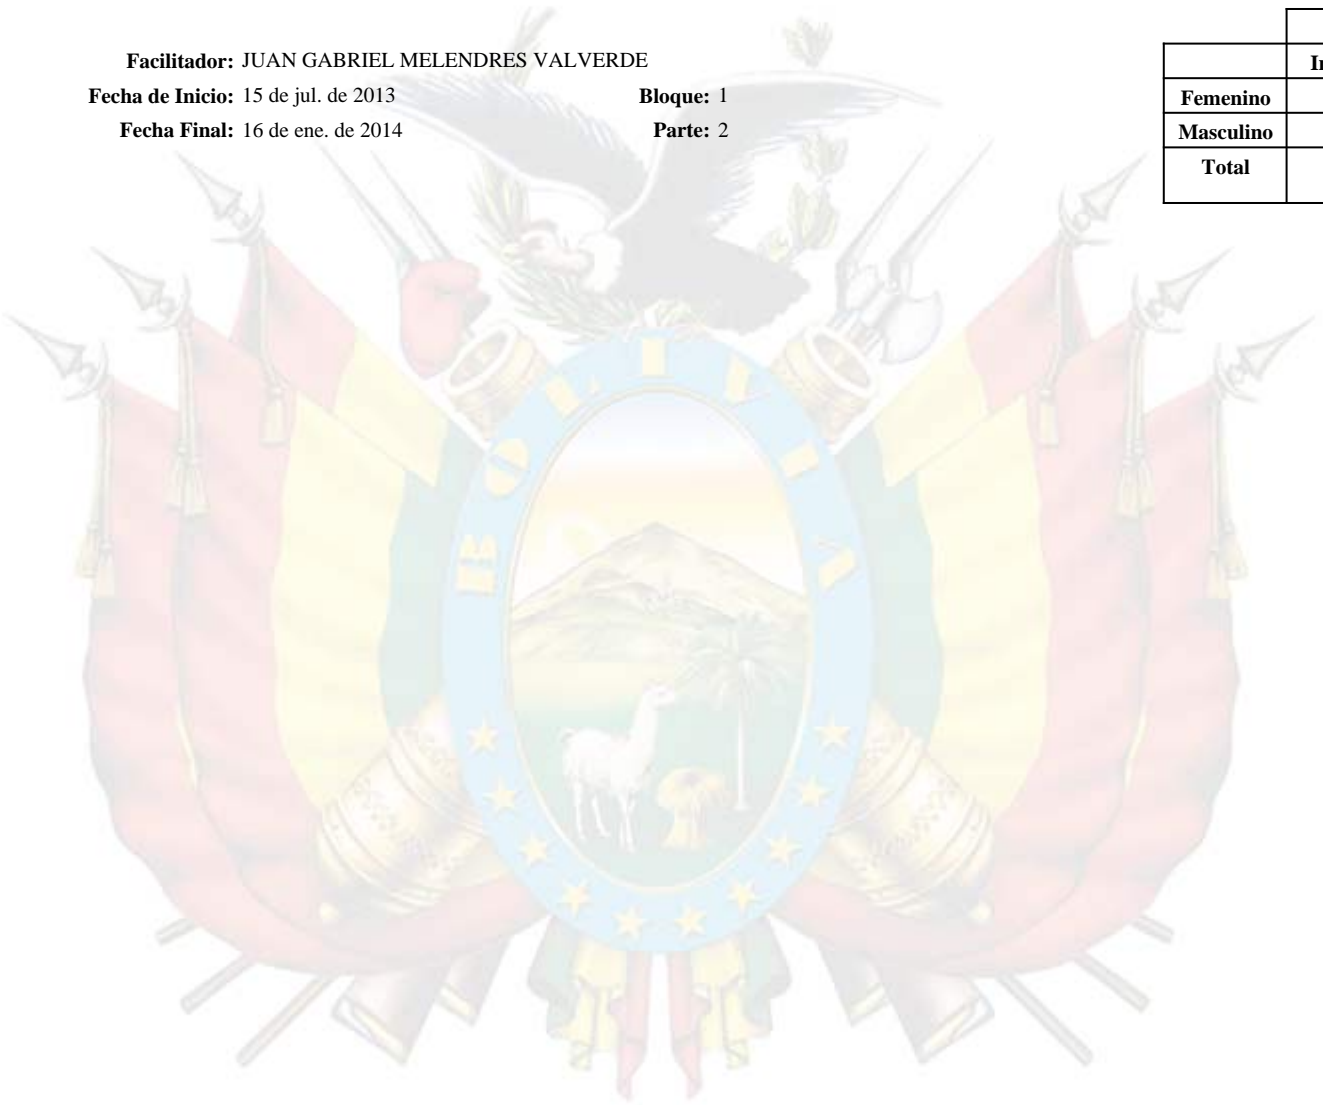 Facilitador: JUAN GABRIEL MELENDRES VALVERDE
Fecha de Inicio: 15 de jul. de 2013 Bloque: 1
Fecha Final: 16 de ene. de 2014 Parte: 2
Femenino
Masculino
Total
BOLIVIA